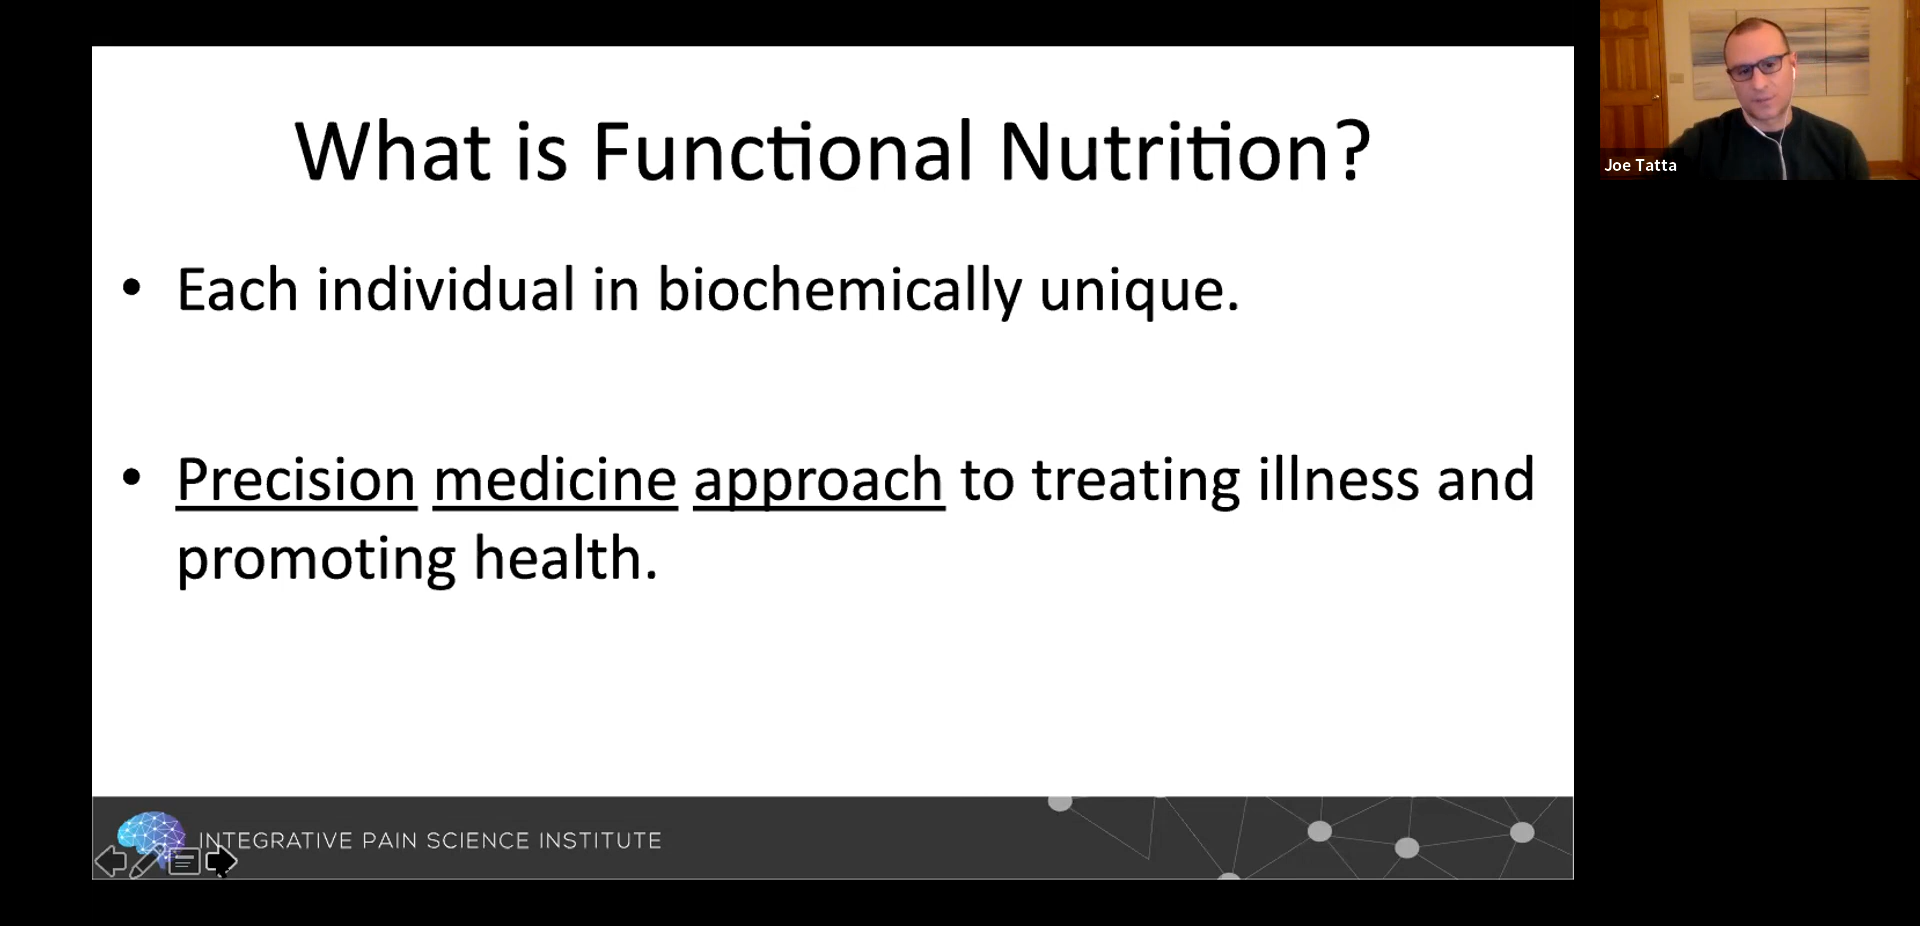 What is Functional Nutrition?
• Each individual in biochemically unique.
• Precision medicine approach to treating illness and
promoting health.
INTEGRATIVE PAIN SCIENCE INSTITUTE
Joe Tatta